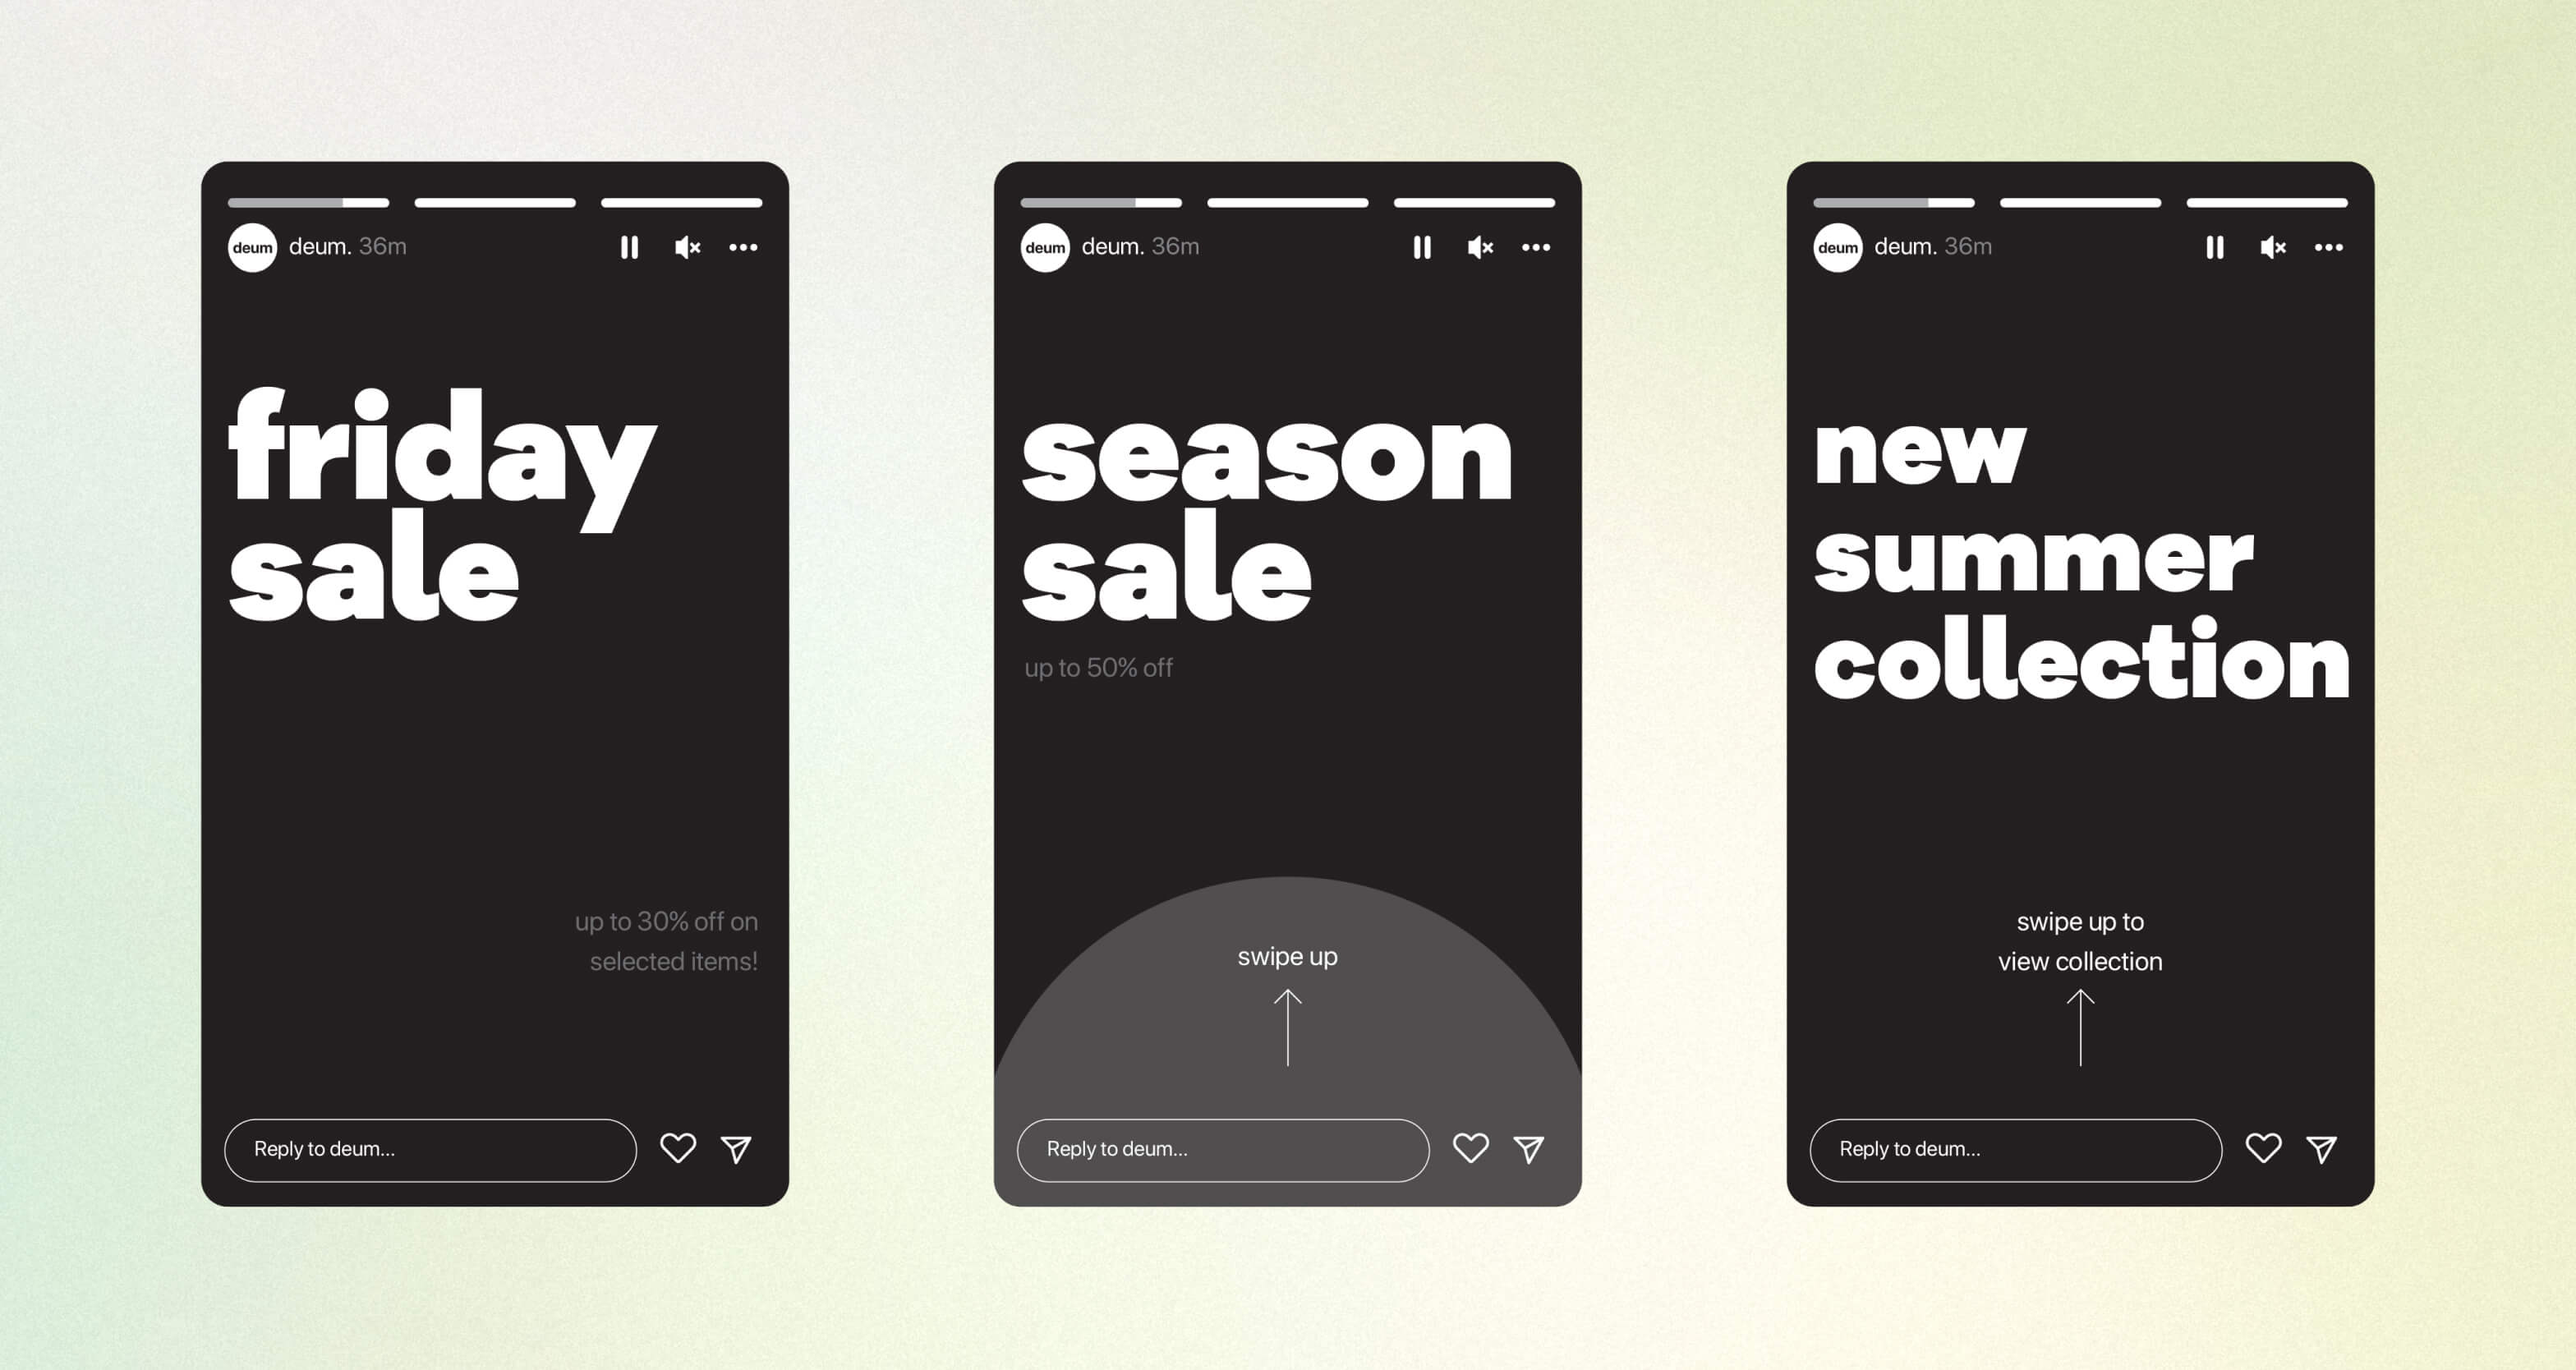 deum deum. 36m
friday
sale
up to 30% off on
selected items!
Reply to deum...
deum deum. 36m
season
sale
up to 50% off
swipe up
Reply to deum...
deum deum. 36m
new
summer
collection
swipe up to
view collection
Reply to deum...